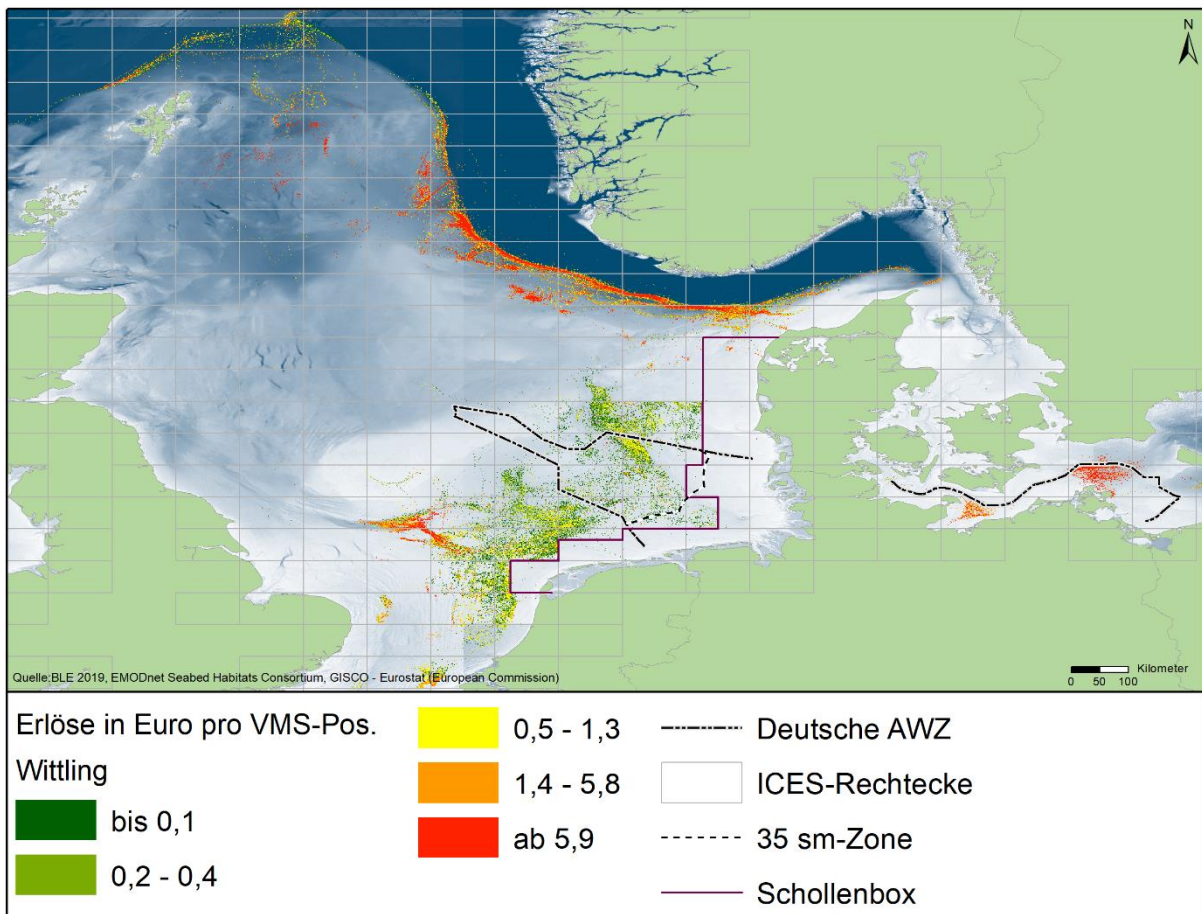 N
Quelle:BLE 2019, EMODnet Seabed Habitats Consortium, GISCO - Eurostat (European Commission)
Kilometer
0 50 100
Erlöse in Euro pro VMS-Pos.
Wittling
bis 0,1
0,2 - 0,4
0,5 - 1,3
1,4 - 5,8
ab 5,9
Deutsche AWZ
ICES-Rechtecke
35 sm-Zone
Schollenbox